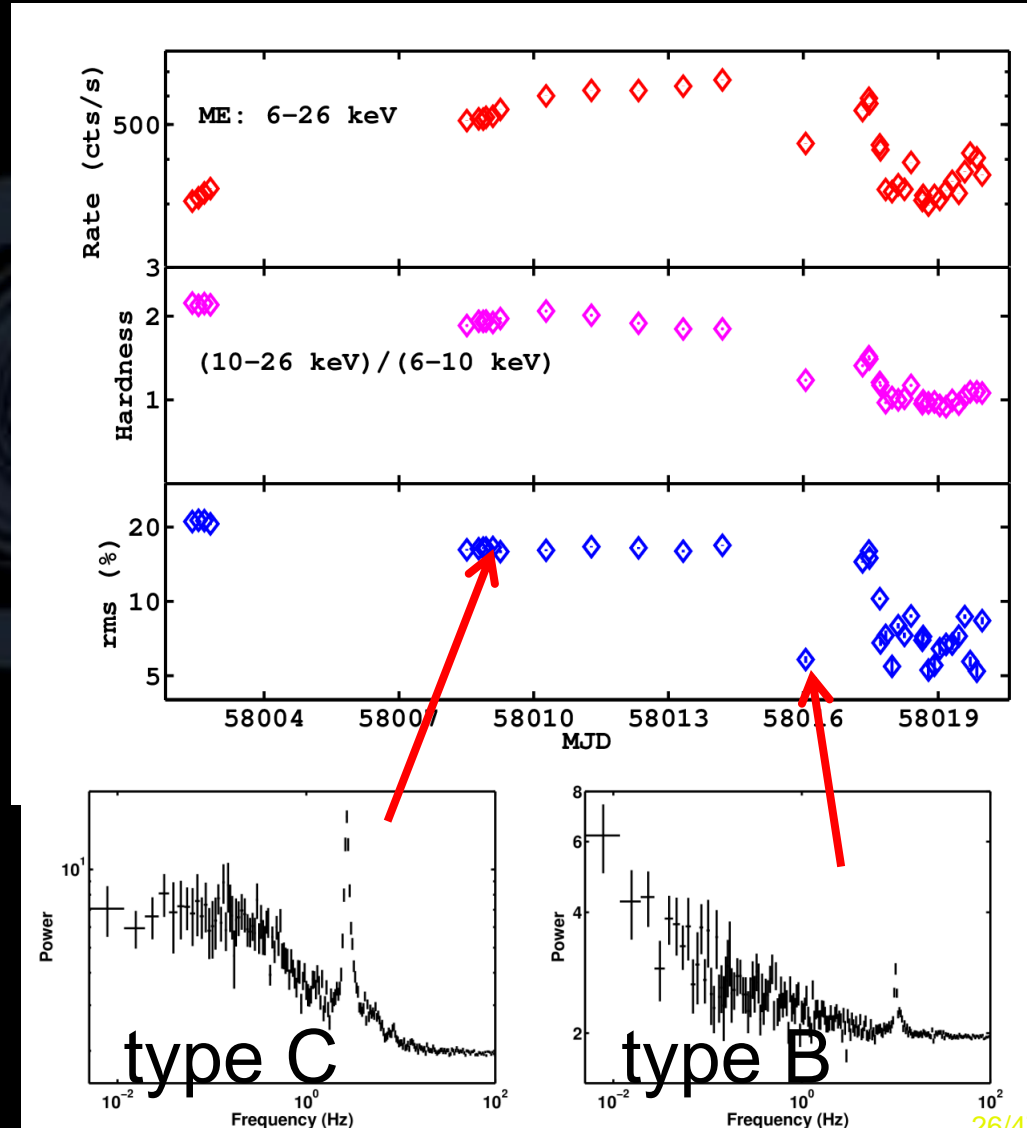 ME: 6-26 keV
Rate (cts/s)
500
3
(10-26 keV)/(6-10 keV)
Hardness
2
1
rms (%)
20
10
5
58004 58007 58010 58013 58016 58019
MJD
Power
10¹
type C
10⁻² 10⁰ 10²
Frequency (Hz)
Power
8
6
4
2
type B
10⁻² 10⁰ 10²
Frequency (Hz)